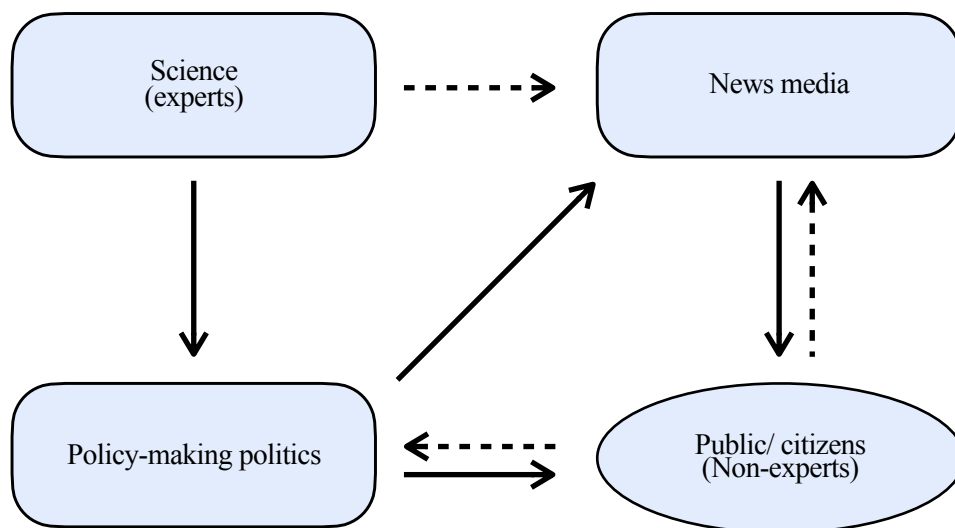 Science
(experts)
News media
Policy-making politics
Public/ citizens
(Non-experts)